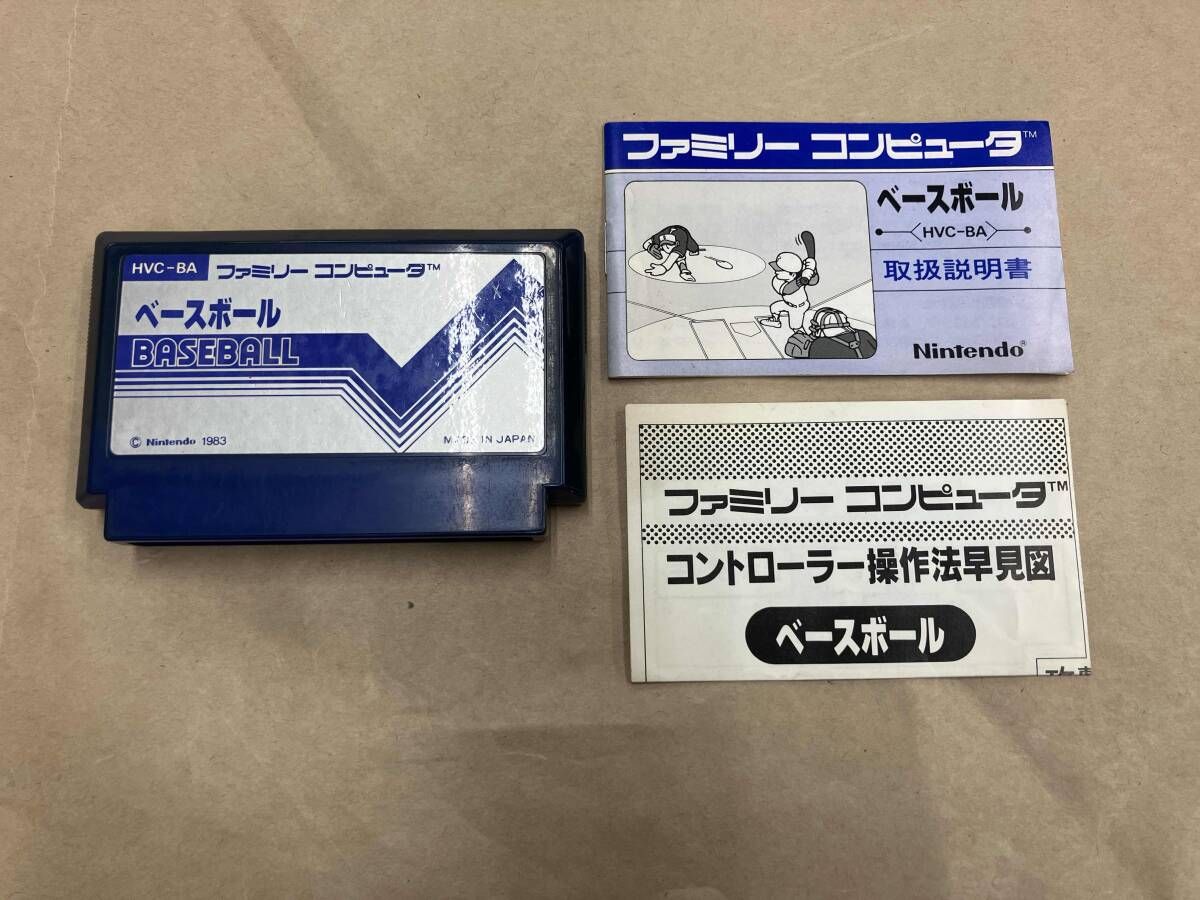 HVC-BA ファミリー コンピュータ™
ベースボール
BASEBALL
© Nintendo 1983
IN JAPAN
ファミリー コンピュータ™
ベースボール
HVC-BA
取扱説明書
Nintendo®
ファミリー コンピュータ™
コントローラー操作法早見図
ベースボール